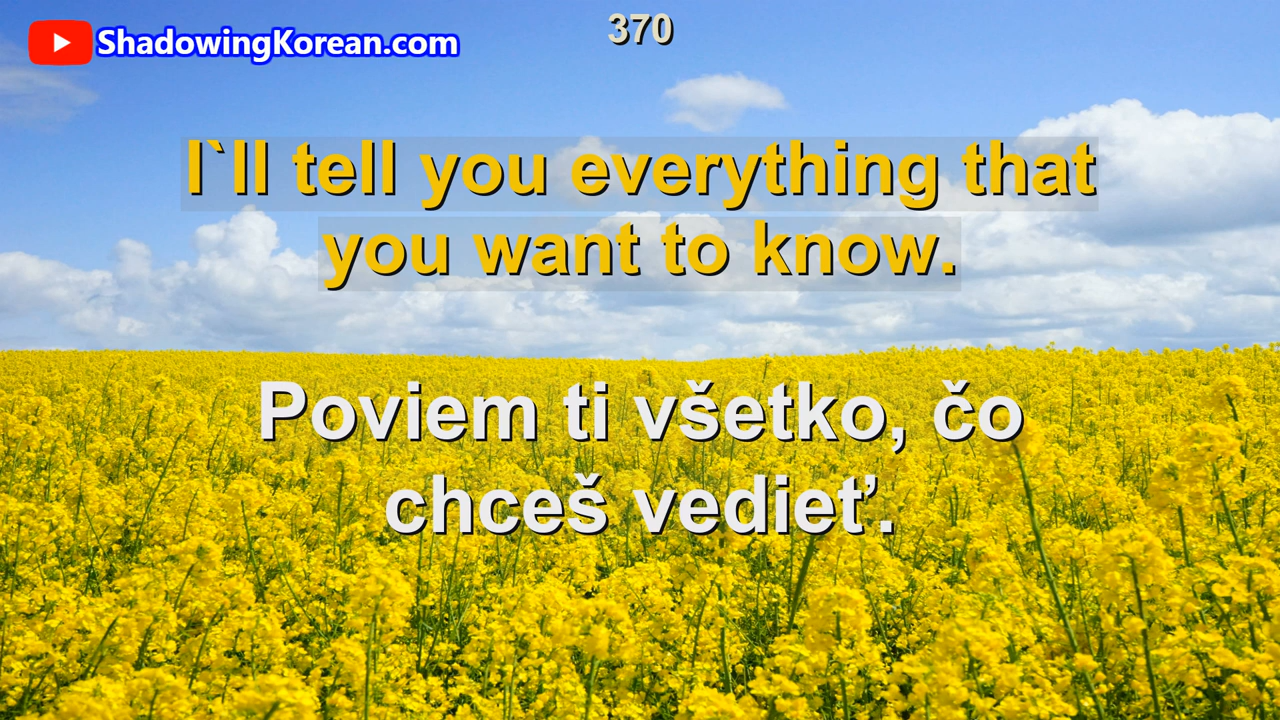 ShadowingKorean.com
370
I`ll tell you everything that
you want to know.
Poviem ti všetko, čo
chceš vedieť.